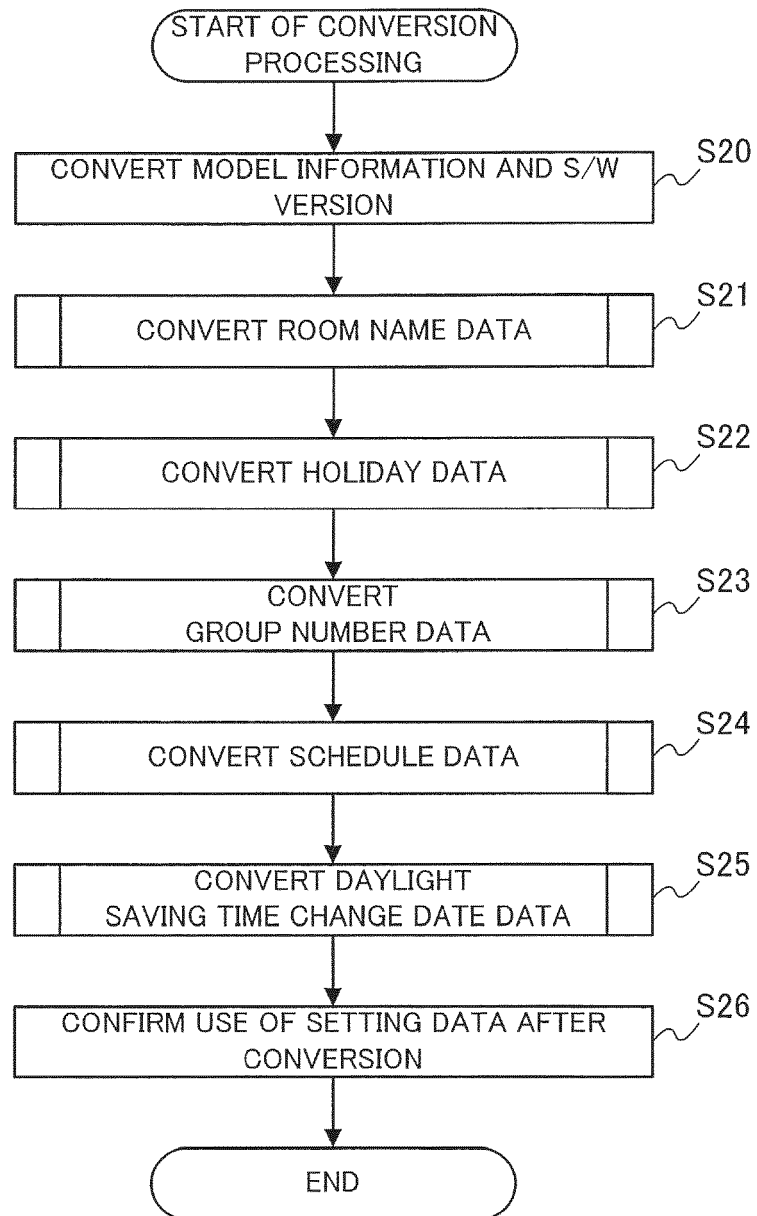 START OF CONVERSION
PROCESSING
CONVERT MODEL INFORMATION AND S/W
VERSION
S20
CONVERT ROOM NAME DATA
S21
CONVERT HOLIDAY DATA
S22
CONVERT
GROUP NUMBER DATA
S23
CONVERT SCHEDULE DATA
S24
CONVERT DAYLIGHT
SAVING TIME CHANGE DATE DATA
S25
CONFIRM USE OF SETTING DATA AFTER
CONVERSION
S26
END